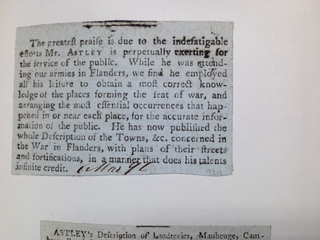 The greatest praise is due to the indefatigable
efforts Mr. ASTLEY is perpetually exerting for
the service of the public. While he was attend-
ing our armies in Flanders, we find he employed
all his leisure to obtain a most correct know-
ledge of the places forming the seat of war, and
arranging the most essential occurrences that hap-
pened in or near each place, for the accurate infor-
mation of the public. He has now published the
whole Description of the Towns, &c. concerned in
the War in Flanders, with plans of their streets
and fortifications, in a manner that does his talents
infinite credit.
ASTLEY's Description of Landrecies, Maubeuge, Cam-